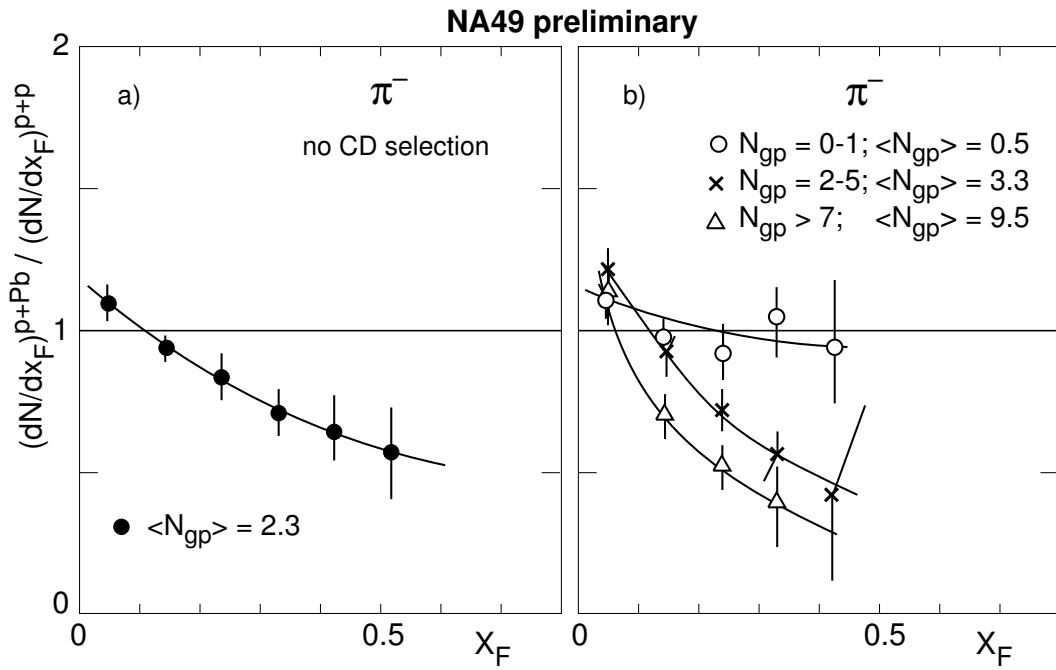 NA49 preliminary
(dN/dx_F)^{p+Pb} / (dN/dx_F)^{p+p}
2
1
0
a)
π⁻
no CD selection
<N_gp> = 2.3
0
0.5
X_F
b)
π⁻
N_gp = 0-1; <N_gp> = 0.5
N_gp = 2-5; <N_gp> = 3.3
N_gp > 7; <N_gp> = 9.5
0
0.5
X_F